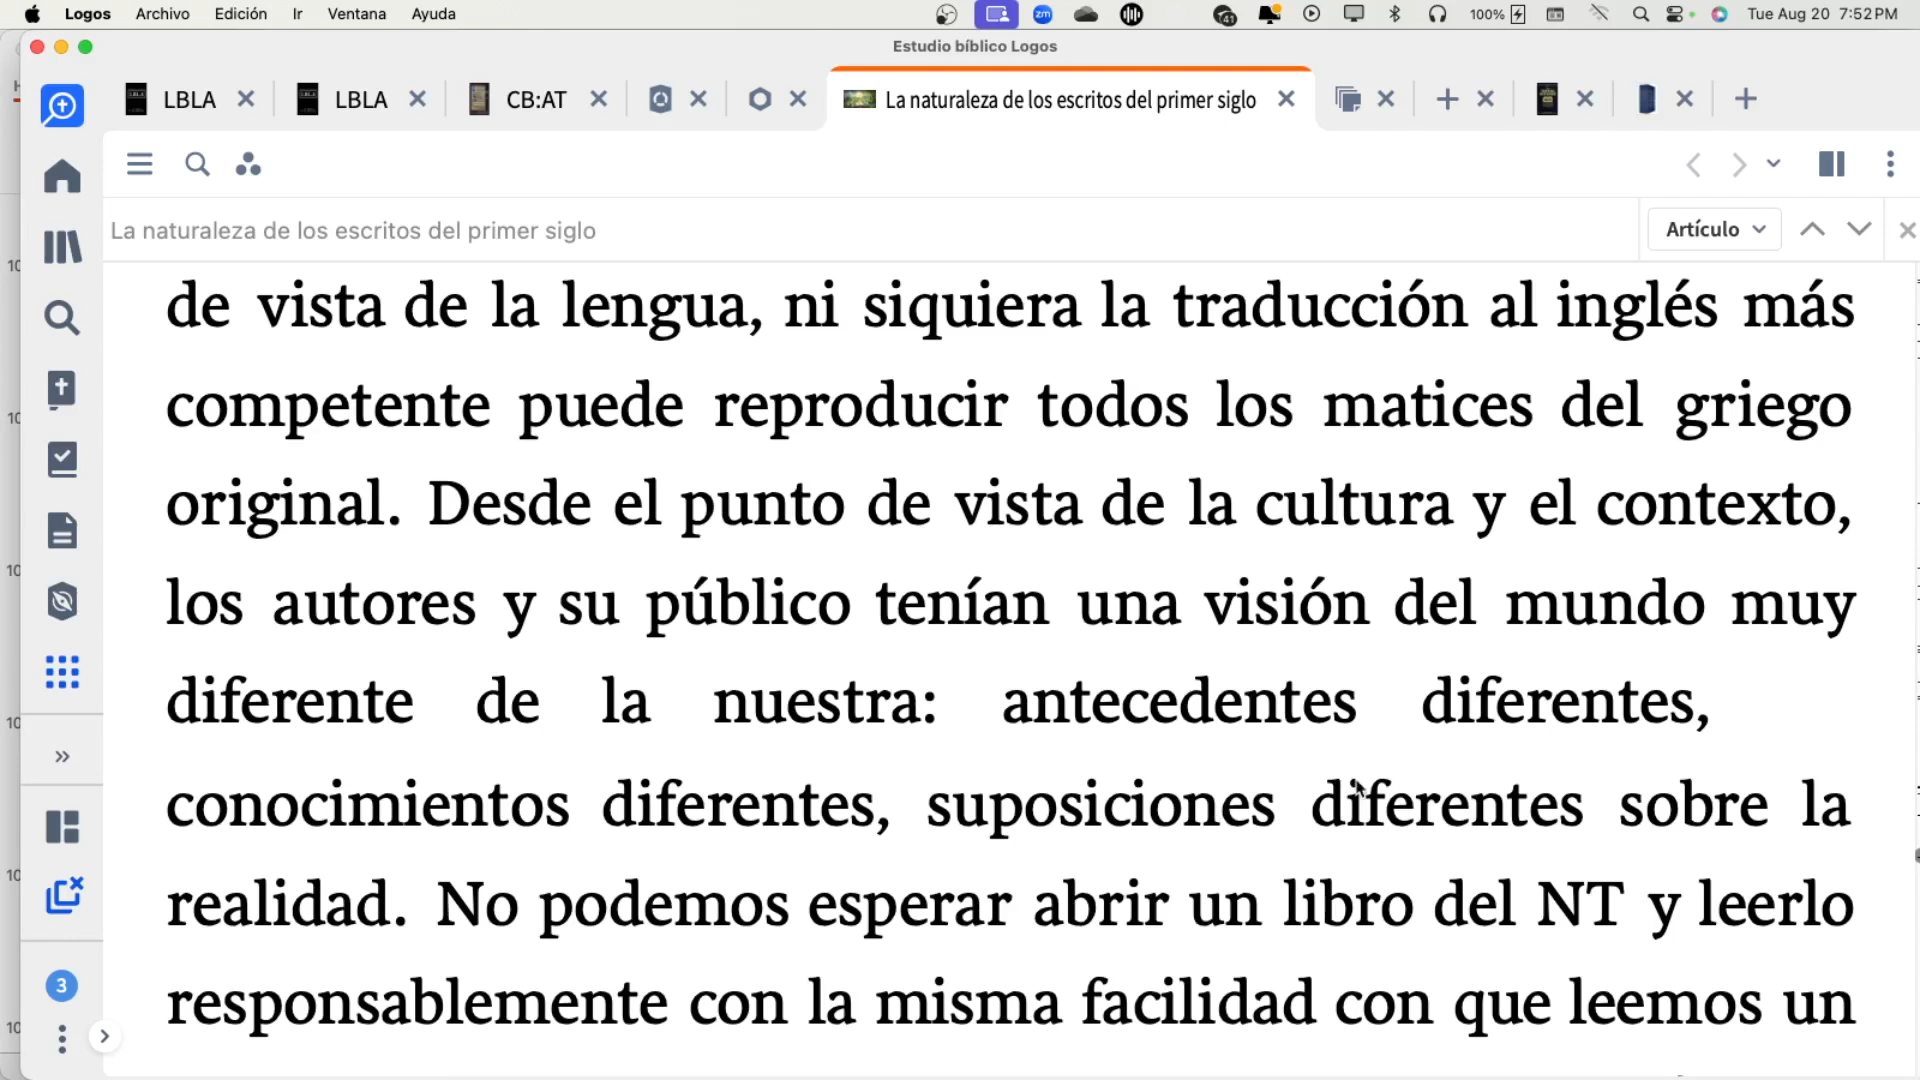 Logos Archivo Edición Ir Ventana Ayuda zm 41 100% Tue Aug 20 7:52 PM
Estudio bíblico Logos
LBLA LBLA CB:AT La naturaleza de los escritos del primer siglo
La naturaleza de los escritos del primer siglo Artículo
de vista de la lengua, ni siquiera la traducción al inglés más
competente puede reproducir todos los matices del griego
original. Desde el punto de vista de la cultura y el contexto,
los autores y su público tenían una visión del mundo muy
diferente de la nuestra: antecedentes diferentes,
conocimientos diferentes, suposiciones diferentes sobre la
realidad. No podemos esperar abrir un libro del NT y leerlo
responsablemente con la misma facilidad con que leemos un
3